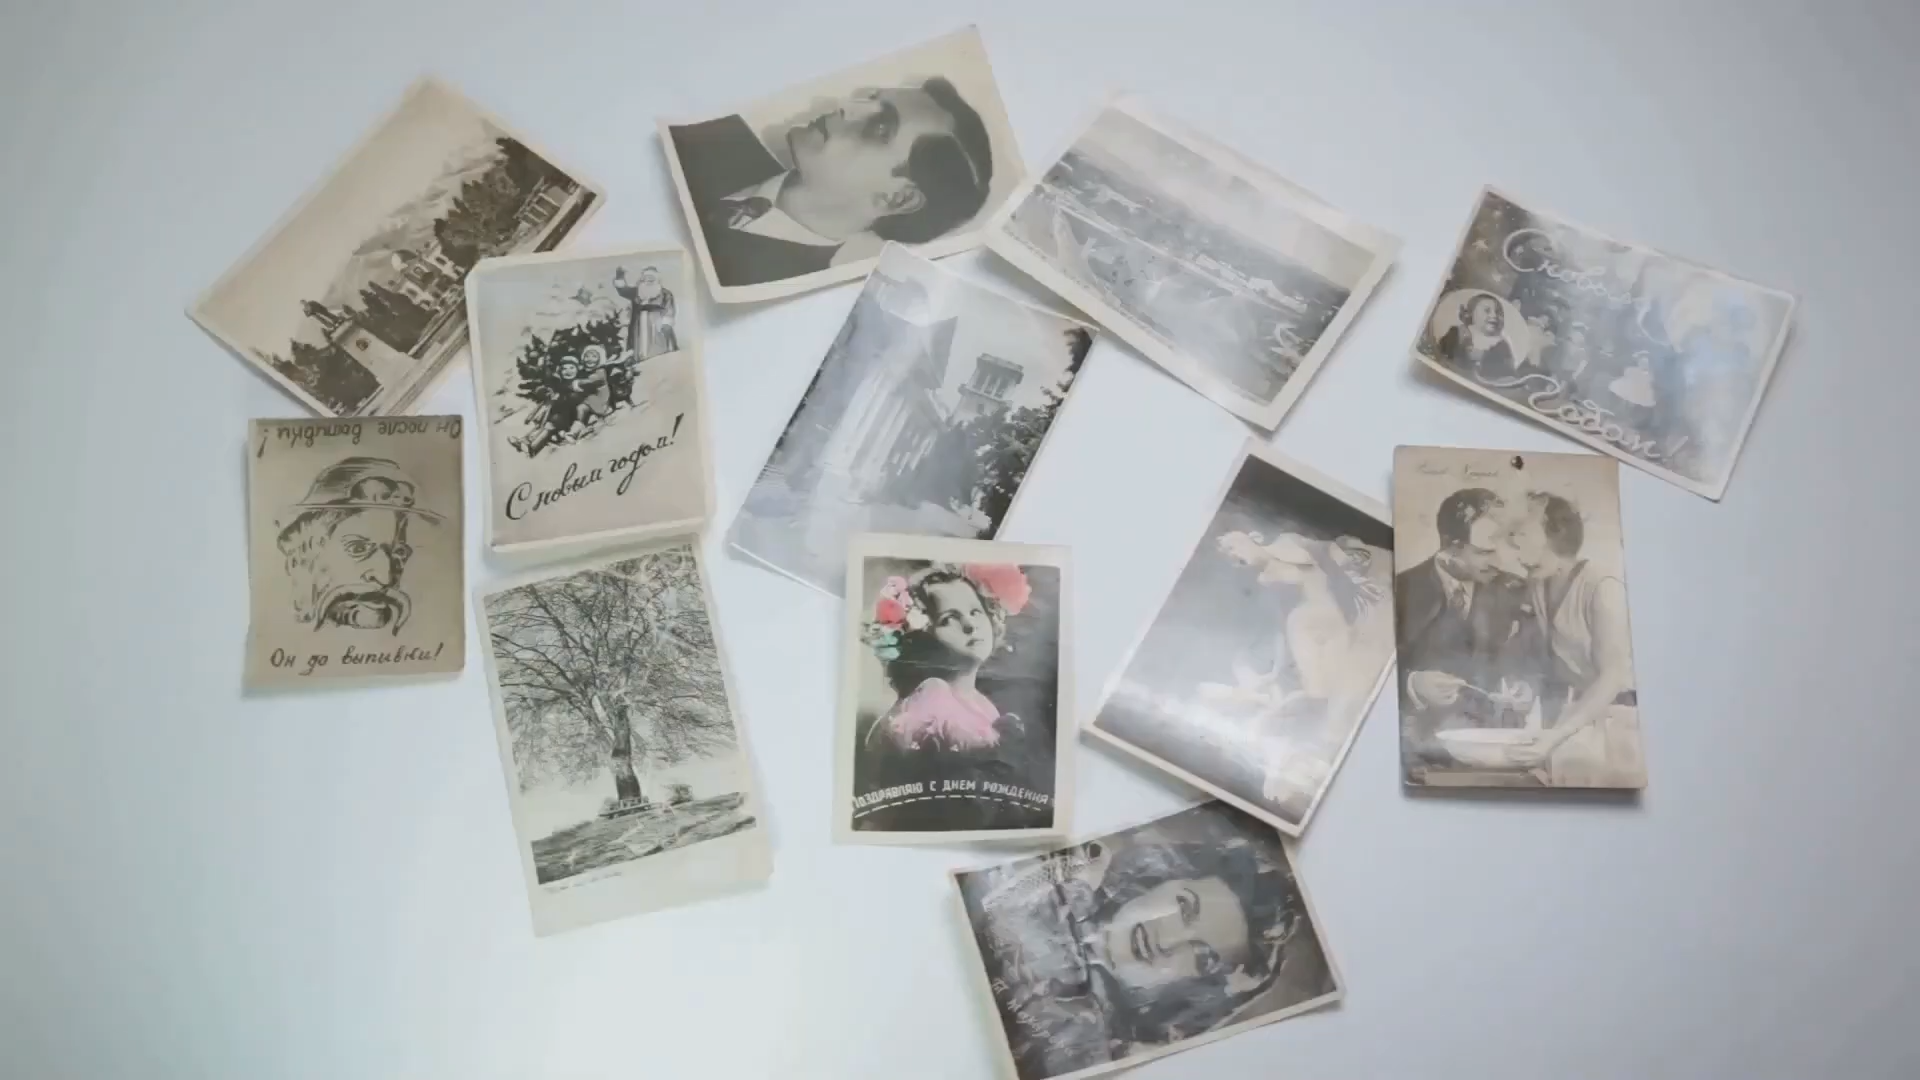 Он после выпивки!
Он до выпивки!
С новым годом!
С новым
Годом!
ПОЗДРАВЛЯЮ С ДНЕМ РОЖДЕНИЯ